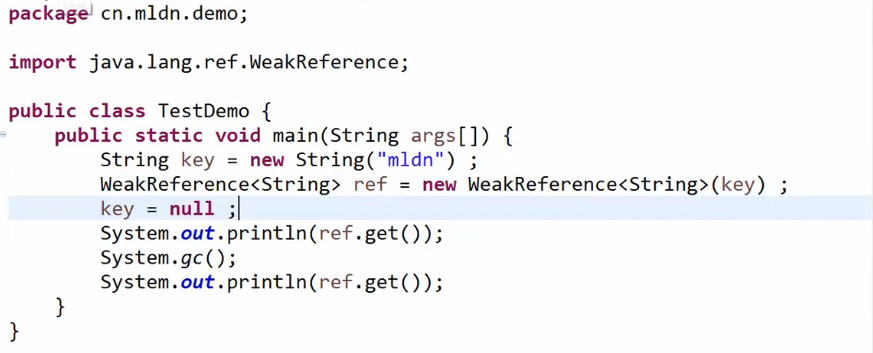 package cn.mldn.demo;
import java.lang.ref.WeakReference;
public class TestDemo {
    public static void main(String args[]) {
        String key = new String("mldn") ;
        WeakReference<String> ref = new WeakReference<String>(key) ;
        key = null ;
        System.out.println(ref.get());
        System.gc();
        System.out.println(ref.get());
    }
}